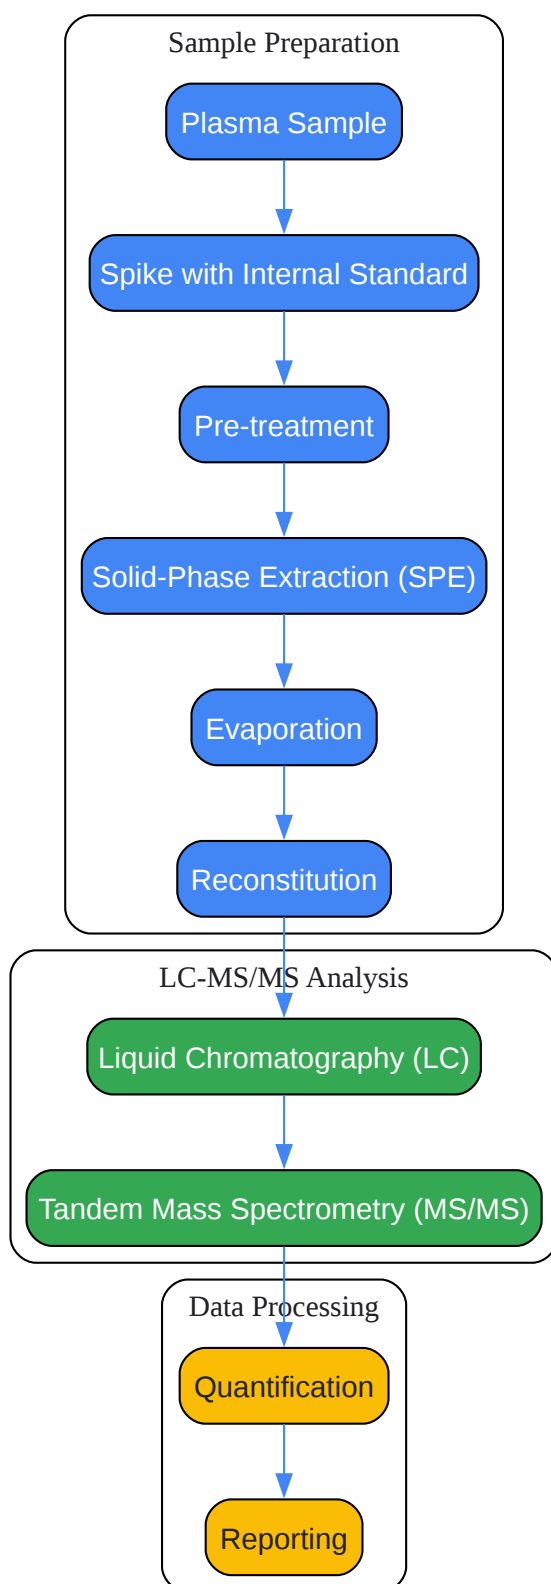 Sample Preparation
Plasma Sample
Spike with Internal Standard
Pre-treatment
Solid-Phase Extraction (SPE)
Evaporation
Reconstitution
LC-MS/MS Analysis
Liquid Chromatography (LC)
Tandem Mass Spectrometry (MS/MS)
Data Processing
Quantification
Reporting